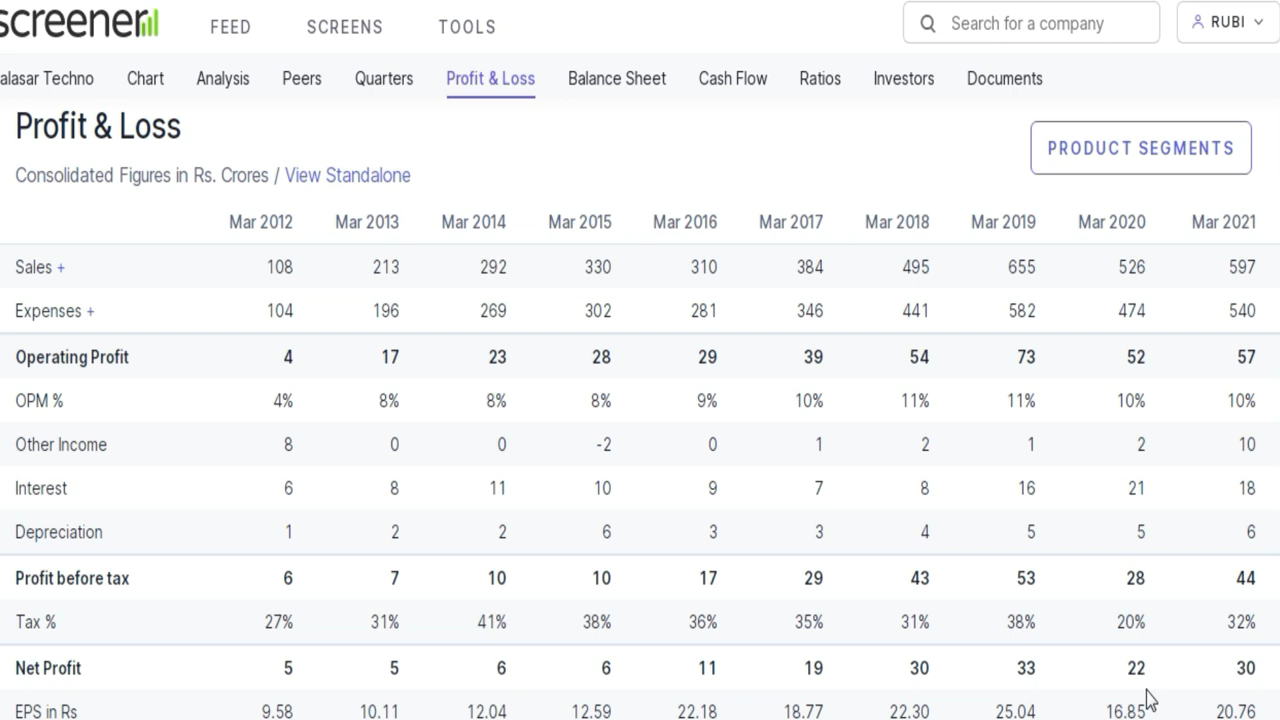 screener
FEED SCREENS TOOLS Search for a company RUBI
alasar Techno Chart Analysis Peers Quarters Profit & Loss Balance Sheet Cash Flow Ratios Investors Documents
Profit & Loss
PRODUCT SEGMENTS
Consolidated Figures in Rs. Crores / View Standalone
Mar 2012 Mar 2013 Mar 2014 Mar 2015 Mar 2016 Mar 2017 Mar 2018 Mar 2019 Mar 2020 Mar 2021
Sales + 108 213 292 330 310 384 495 655 526 597
Expenses + 104 196 269 302 281 346 441 582 474 540
Operating Profit 4 17 23 28 29 39 54 73 52 57
OPM % 4% 8% 8% 8% 9% 10% 11% 11% 10% 10%
Other Income 8 0 0 -2 0 1 2 1 2 10
Interest 6 8 11 10 9 7 8 16 21 18
Depreciation 1 2 2 6 3 3 4 5 5 6
Profit before tax 6 7 10 10 17 29 43 53 28 44
Tax % 27% 31% 41% 38% 36% 35% 31% 38% 20% 32%
Net Profit 5 5 6 6 11 19 30 33 22 30
EPS in Rs 9.58 10.11 12.04 12.59 22.18 18.77 22.30 25.04 16.85 20.76